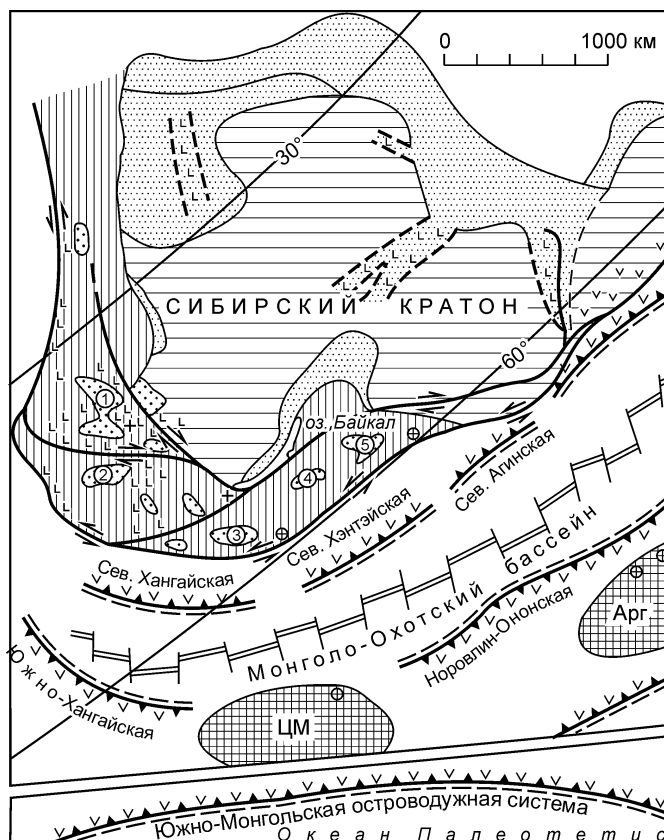 0 1000 км
30°
СИБИРСКИЙ КРАТОН
60°
1
оз. Байкал
5
2
4
3
Сев. Агинская
Сев. Хэнтэйская
Сев. Хангайская
Монголо-Охотский бассейн
Арг
Норовлин-Ононская
Южно-Хангайская
ЦМ
Южно-Монгольская островодужная система
Океан Палеотетис